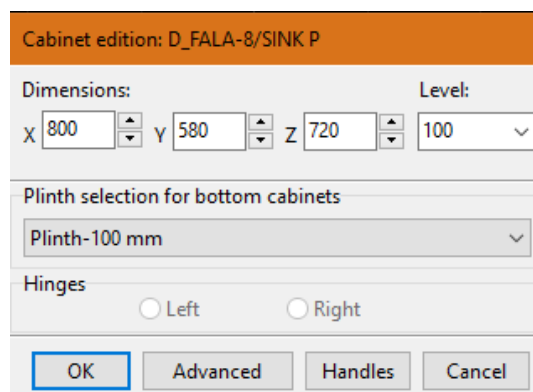 Cabinet edition: D_FALA-8/SINK P
Dimensions: Level:
X 800 Y 580 Z 720 100
Plinth selection for bottom cabinets
Plinth-100 mm
Hinges
Left Right
OK Advanced Handles Cancel